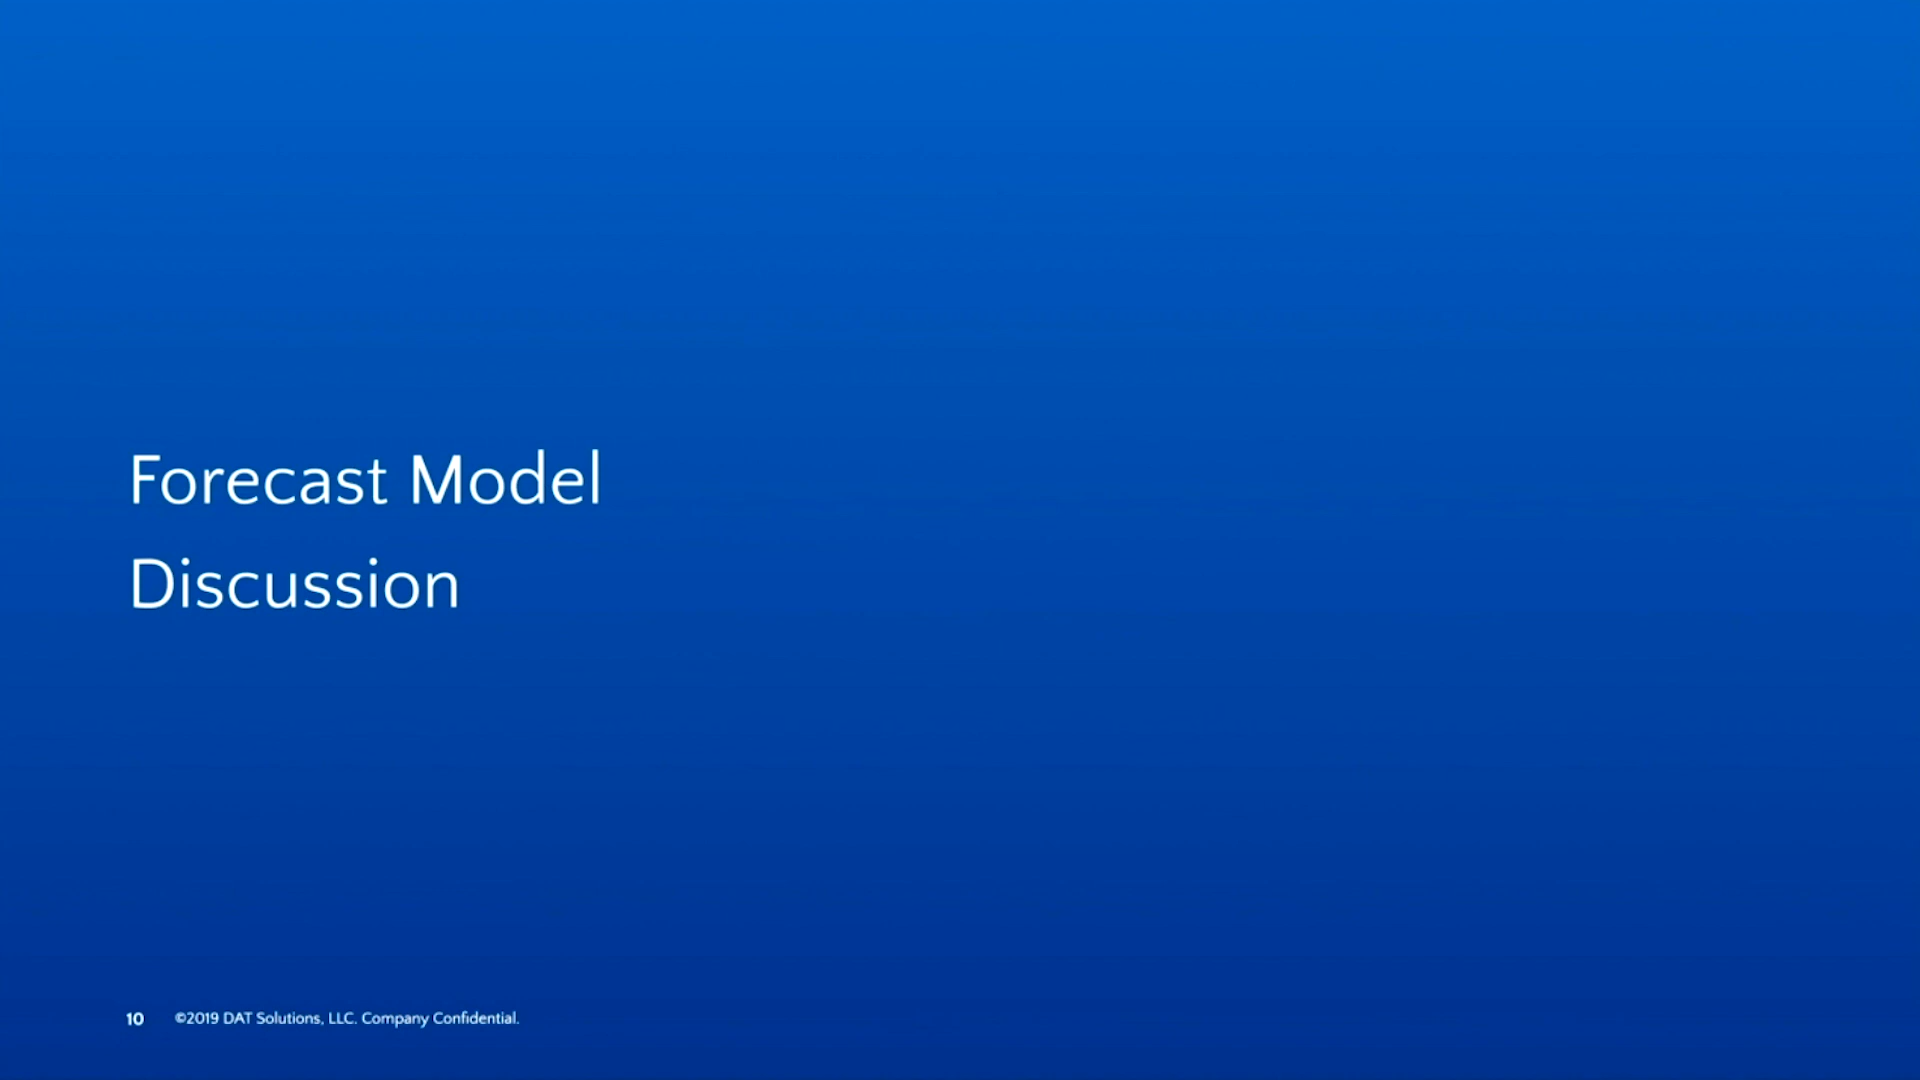 Forecast Model
Discussion
10 ©2019 DAT Solutions, LLC. Company Confidential.